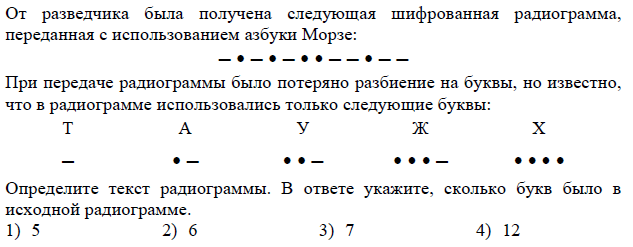 От разведчика была получена следующая шифрованная радиограмма,
переданная с использованием азбуки Морзе:
– • – • – • • – – • – –
При передаче радиограммы было потеряно разбиение на буквы, но известно,
что в радиограмме использовались только следующие буквы:
Т А У Ж Х
– • – • • – • • • – • • • •
Определите текст радиограммы. В ответе укажите, сколько букв было в
исходной радиограмме.
1) 5 2) 6 3) 7 4) 12